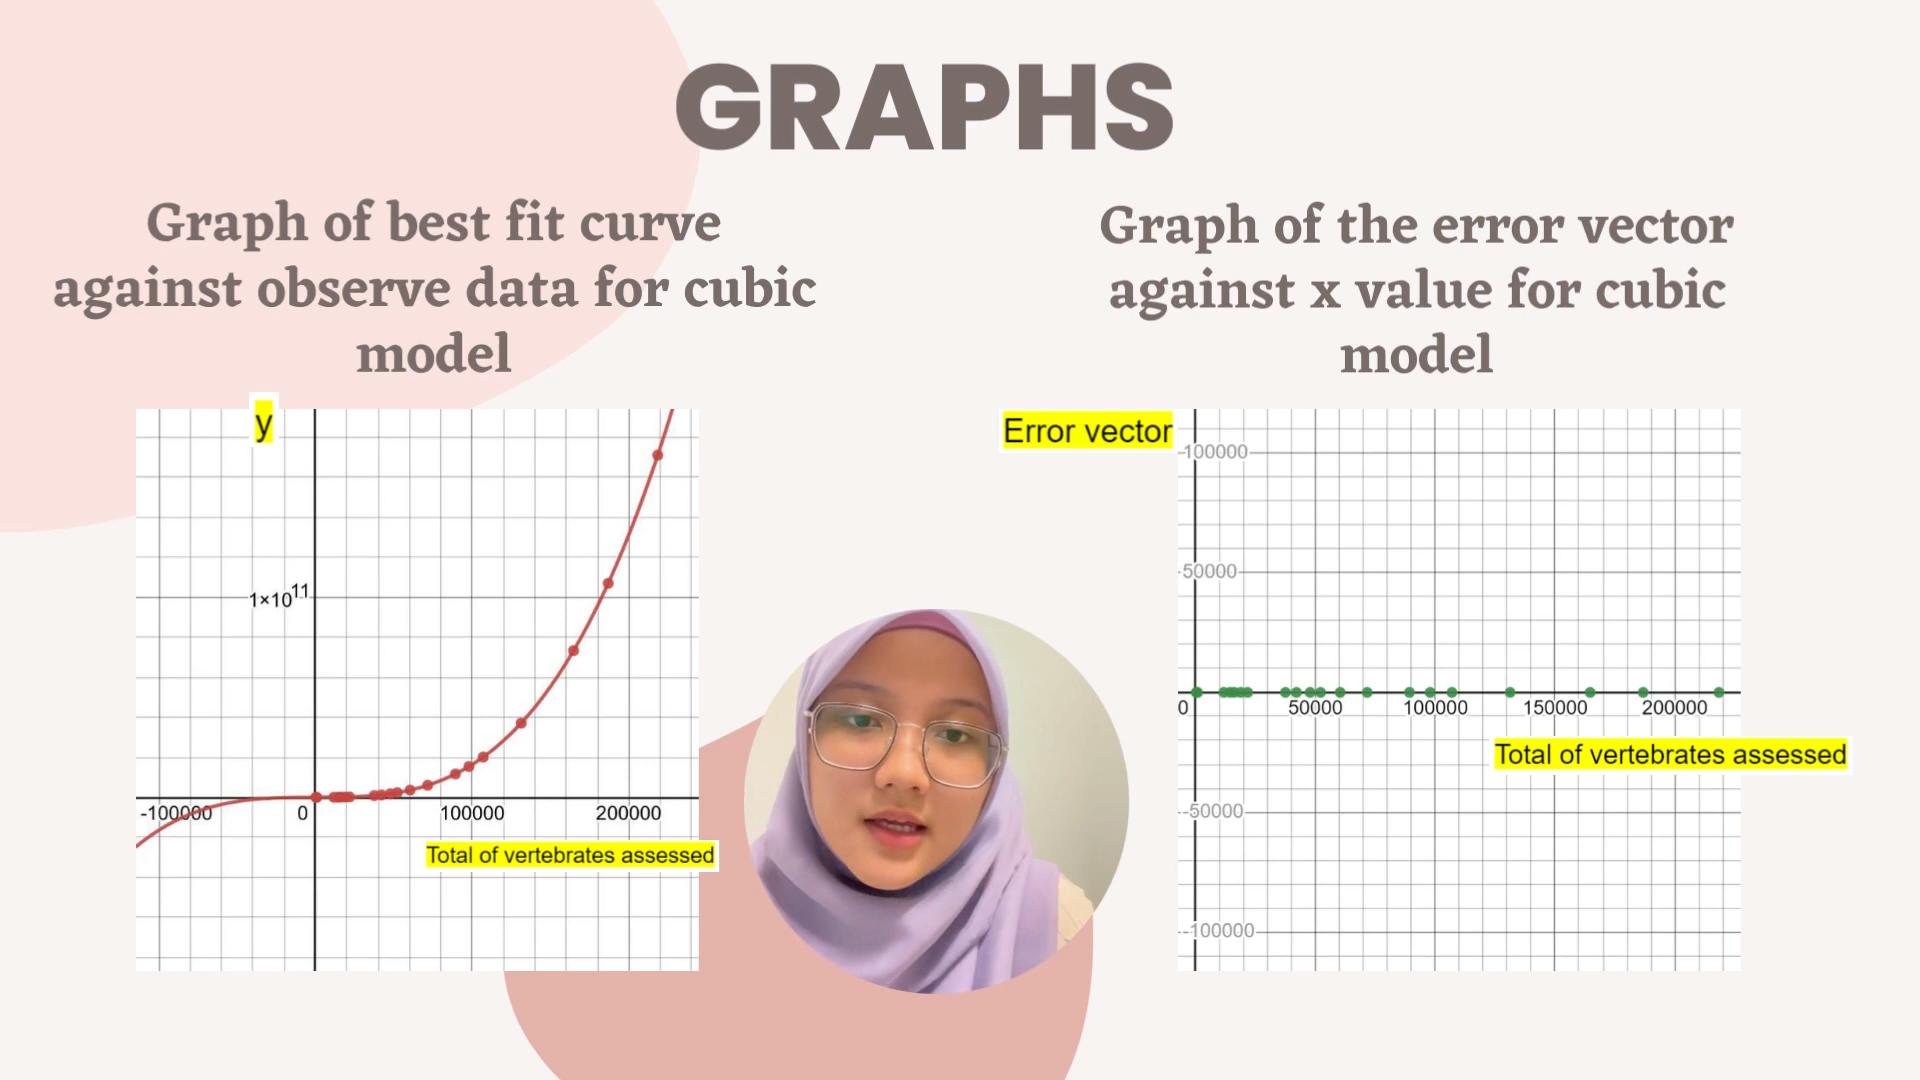 GRAPHS
Graph of best fit curve
against observe data for cubic
model
y
1×10¹¹
-100000
0
100000
200000
Total of vertebrates assessed
Graph of the error vector
against x value for cubic
model
Error vector
100000
50000
0
50000
100000
150000
200000
Total of vertebrates assessed
-50000
-100000